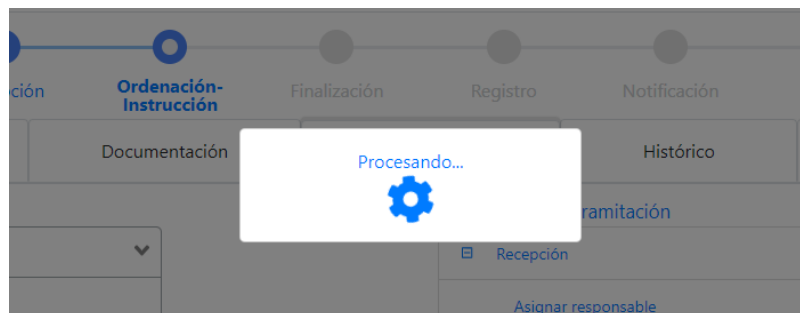 ción
Ordenación-
Instrucción
Finalización
Registro
Notificación
Documentación
Histórico
Procesando...
ramitación
Recepción
Asignar responsable